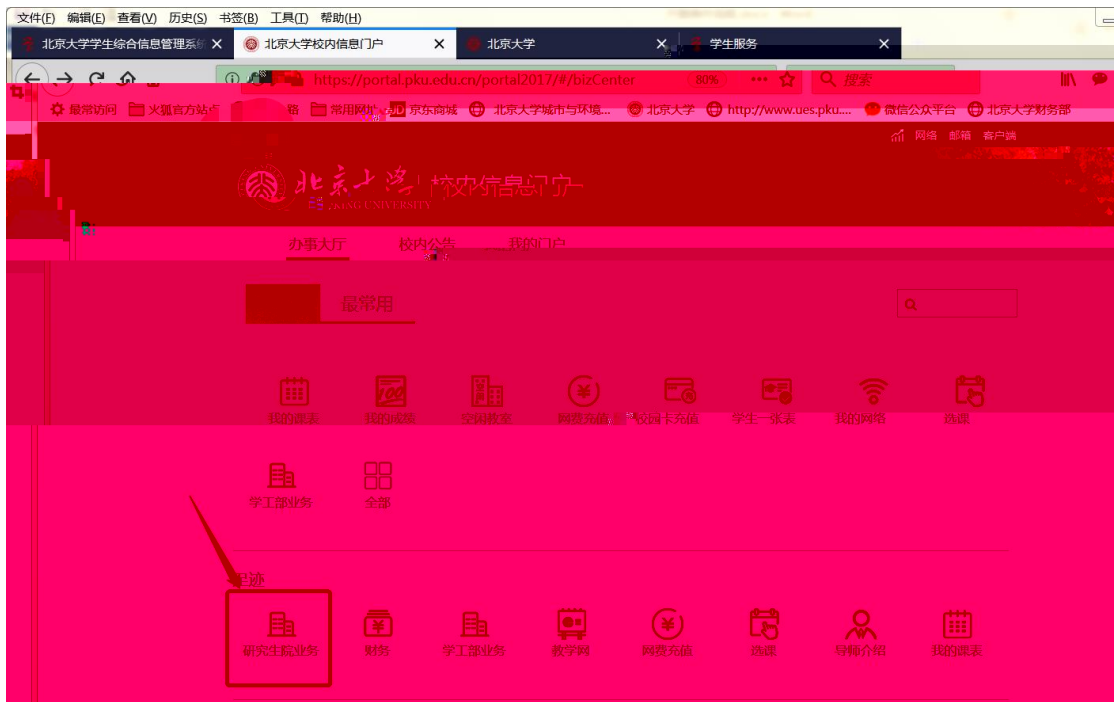 文件(F) 编辑(E) 查看(V) 历史(S) 书签(B) 工具(T) 帮助(H)
北京大学学生综合信息管理系统 北京大学校内信息门户 北京大学 学生服务
https://portal.pku.edu.cn/portal2017/#/bizCenter 80% 搜索
最常访问 火狐官方站点 常用网址 京东商城 北京大学城市与环境... 北京大学 http://www.ues.pku.... 微信公众平台 北京大学财务部
网络 邮箱 客户端
北京大学 校内信息门户
办事大厅 校内公告 我的门户
最常用
我的课表 我的成绩 空闲教室 网费充值 校园卡充值 学生一张表 我的网络 选课
学工部业务 全部
足迹
研究生院业务 财务 学工部业务 教学网 网费充值 选课 导师介绍 我的课表